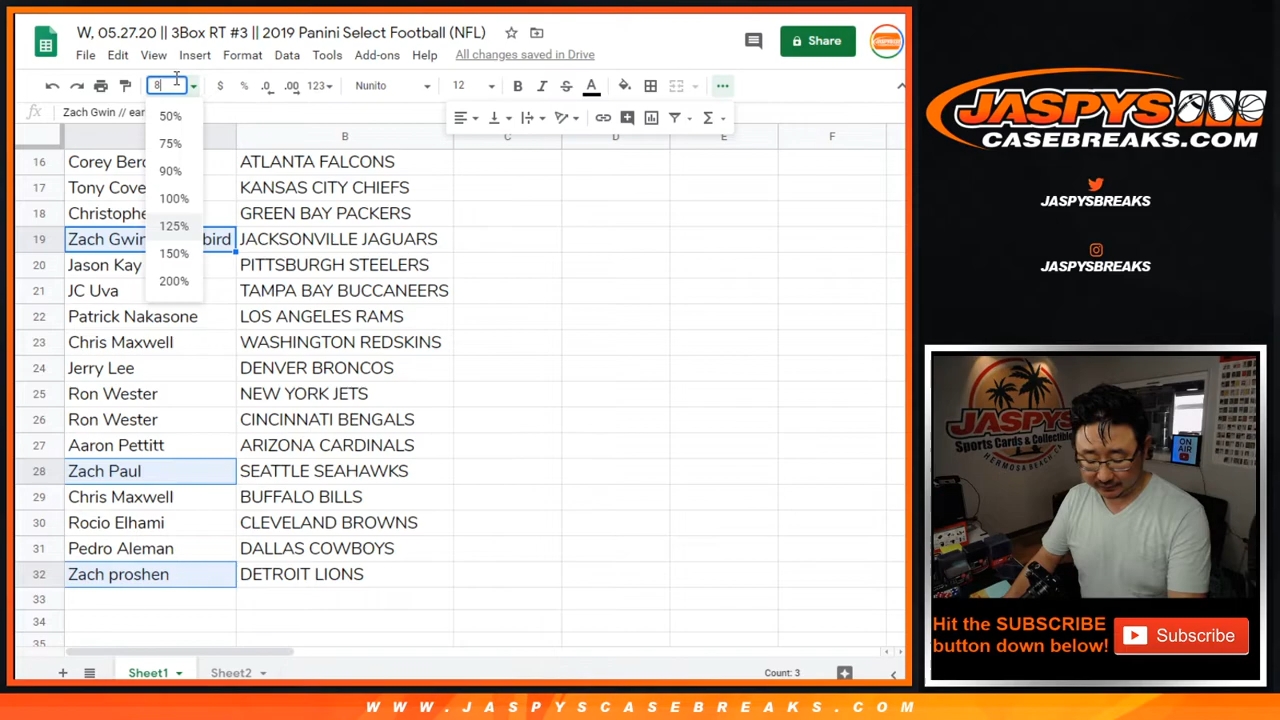 W, 05.27.20 || 3Box RT #3 || 2019 Panini Select Football (NFL)
File Edit View Insert Format Data Tools Add-ons Help All changes saved in Drive
Share
8 $ % .0 .00 123 Nunito 12 B I S A
fx Zach Gwin // ear
50%
75%
90%
100%
125%
150%
200%
B C D E F
16 Corey Berc ATLANTA FALCONS
17 Tony Cove KANSAS CITY CHIEFS
18 Christophe GREEN BAY PACKERS
19 Zach Gwin bird JACKSONVILLE JAGUARS
20 Jason Kay PITTSBURGH STEELERS
21 JC Uva TAMPA BAY BUCCANEERS
22 Patrick Nakasone LOS ANGELES RAMS
23 Chris Maxwell WASHINGTON REDSKINS
24 Jerry Lee DENVER BRONCOS
25 Ron Wester NEW YORK JETS
26 Ron Wester CINCINNATI BENGALS
27 Aaron Pettitt ARIZONA CARDINALS
28 Zach Paul SEATTLE SEAHAWKS
29 Chris Maxwell BUFFALO BILLS
30 Rocio Elhami CLEVELAND BROWNS
31 Pedro Aleman DALLAS COWBOYS
32 Zach proshen DETROIT LIONS
33
34
35
Sheet1 Sheet2 Count: 3
JASPYS
CASEBREAKS.COM
JASPYSBREAKS
JASPYSBREAKS
JASPYS
Sports Cards & Collectibles
HERMOSA BEACH
ON
AIR
Hit the SUBSCRIBE
button down below!
Subscribe
WWW.JASPYSCASEBREAKS.COM